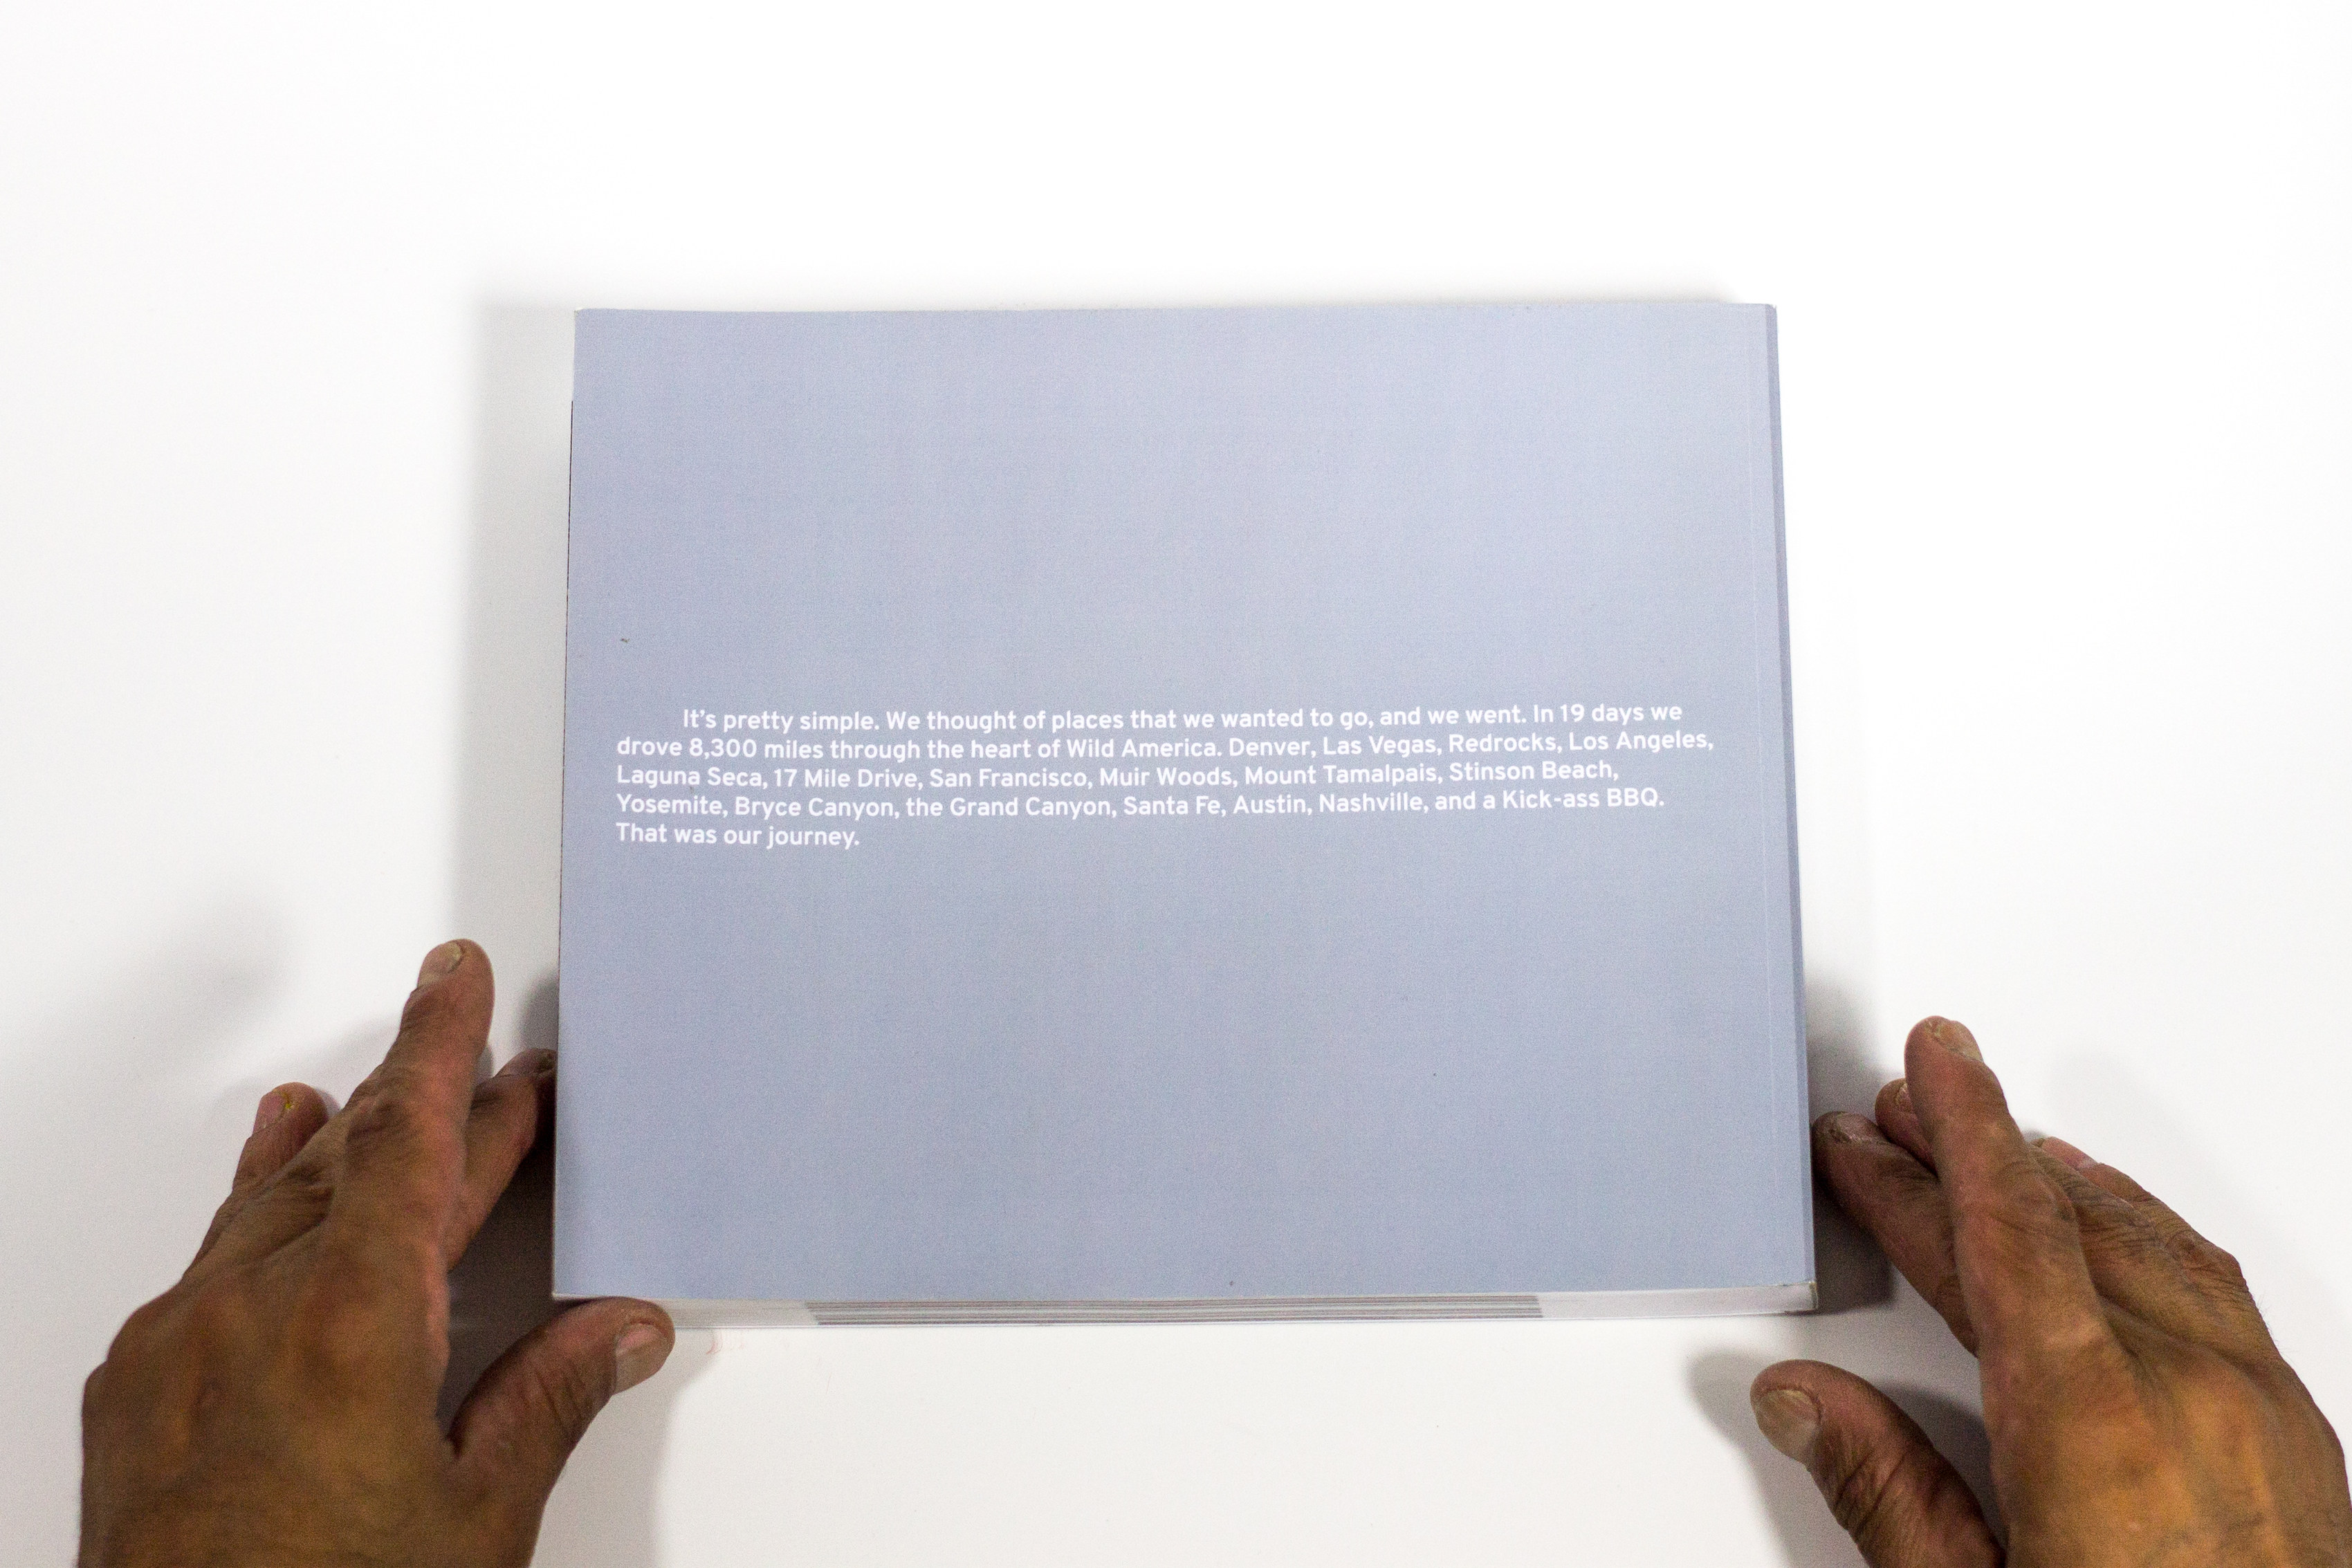 It's pretty simple. We thought of places that we wanted to go, and we went. In 19 days we
drove 8,300 miles through the heart of Wild America. Denver, Las Vegas, Redrocks, Los Angeles,
Laguna Seca, 17 Mile Drive, San Francisco, Muir Woods, Mount Tamalpais, Stinson Beach,
Yosemite, Bryce Canyon, the Grand Canyon, Santa Fe, Austin, Nashville, and a Kick-ass BBQ.
That was our journey.